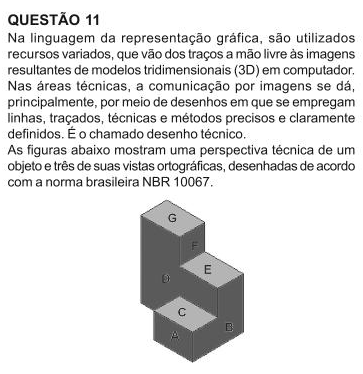 QUESTÃO 11
Na linguagem da representação gráfica, são utilizados
recursos variados, que vão dos traços a mão livre às imagens
resultantes de modelos tridimensionais (3D) em computador.
Nas áreas técnicas, a comunicação por imagens se dá,
principalmente, por meio de desenhos em que se empregam
linhas, traçados, técnicas e métodos precisos e claramente
definidos. É o chamado desenho técnico.
As figuras abaixo mostram uma perspectiva técnica de um
objeto e três de suas vistas ortográficas, desenhadas de acordo
com a norma brasileira NBR 10067.
G
F
E
D
C
B
A